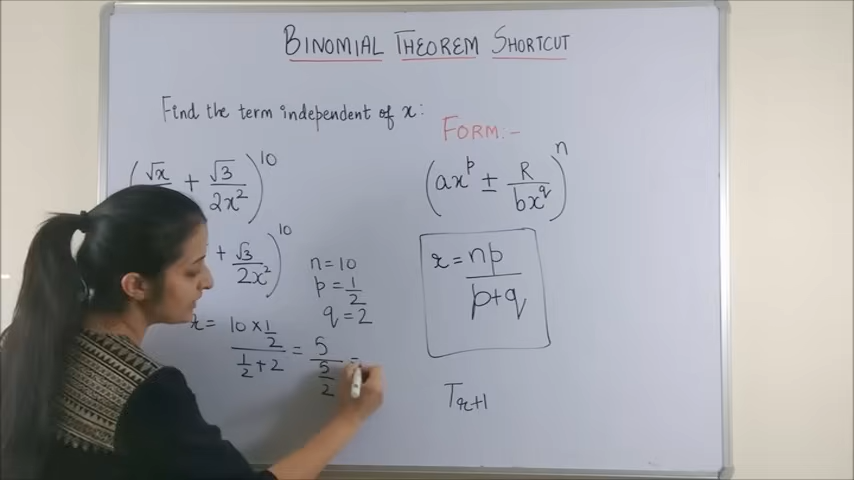 BINOMIAL THEOREM SHORTCUT
Find the term independent of x:
(√x + √3/2x²)^10
+ √3/2x²)^10
n=10
p=1/2
q=2
r= (10×1/2)/(1/2+2) = 5/(5/2) =
FORM:-
(ax^p ± R/bx^q)^n
r= np/(p+q)
T_r+1